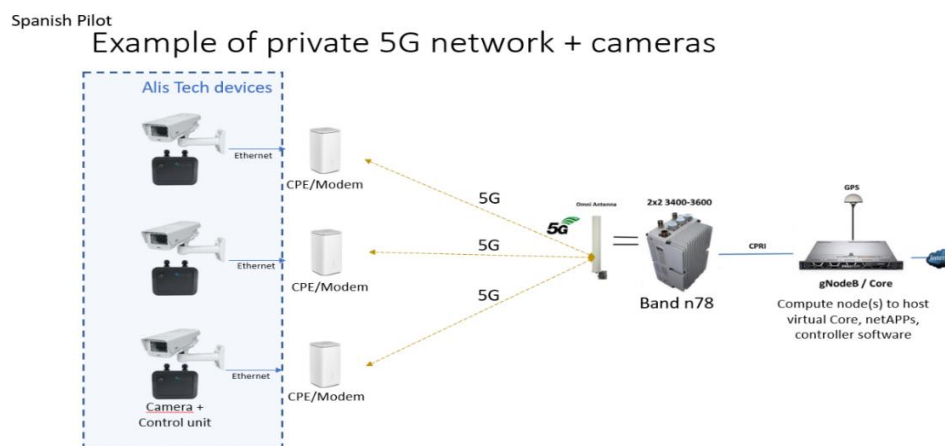 Spanish Pilot
Example of private 5G network + cameras
Alis Tech devices
Ethernet
CPE/Modem
5G
Omni Antenna
5G
2x2 3400-3600
GPS
Ethernet
CPE/Modem
5G
CPRI
Band n78
gNodeB / Core
Compute node(s) to host
virtual Core, netAPPs,
controller software
5G
Ethernet
CPE/Modem
Camera +
Control unit